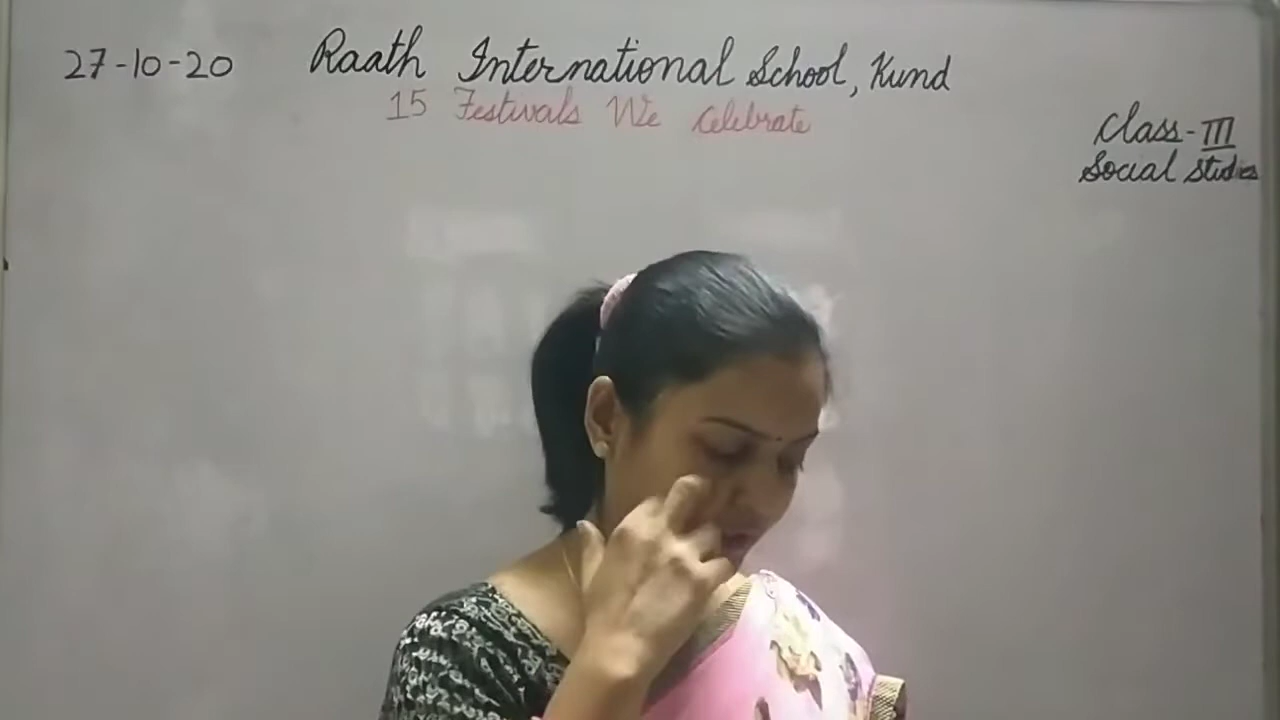 27-10-20 Raath International School, Kund
15 Festivals We Celebrate
Class-III
Social Studies